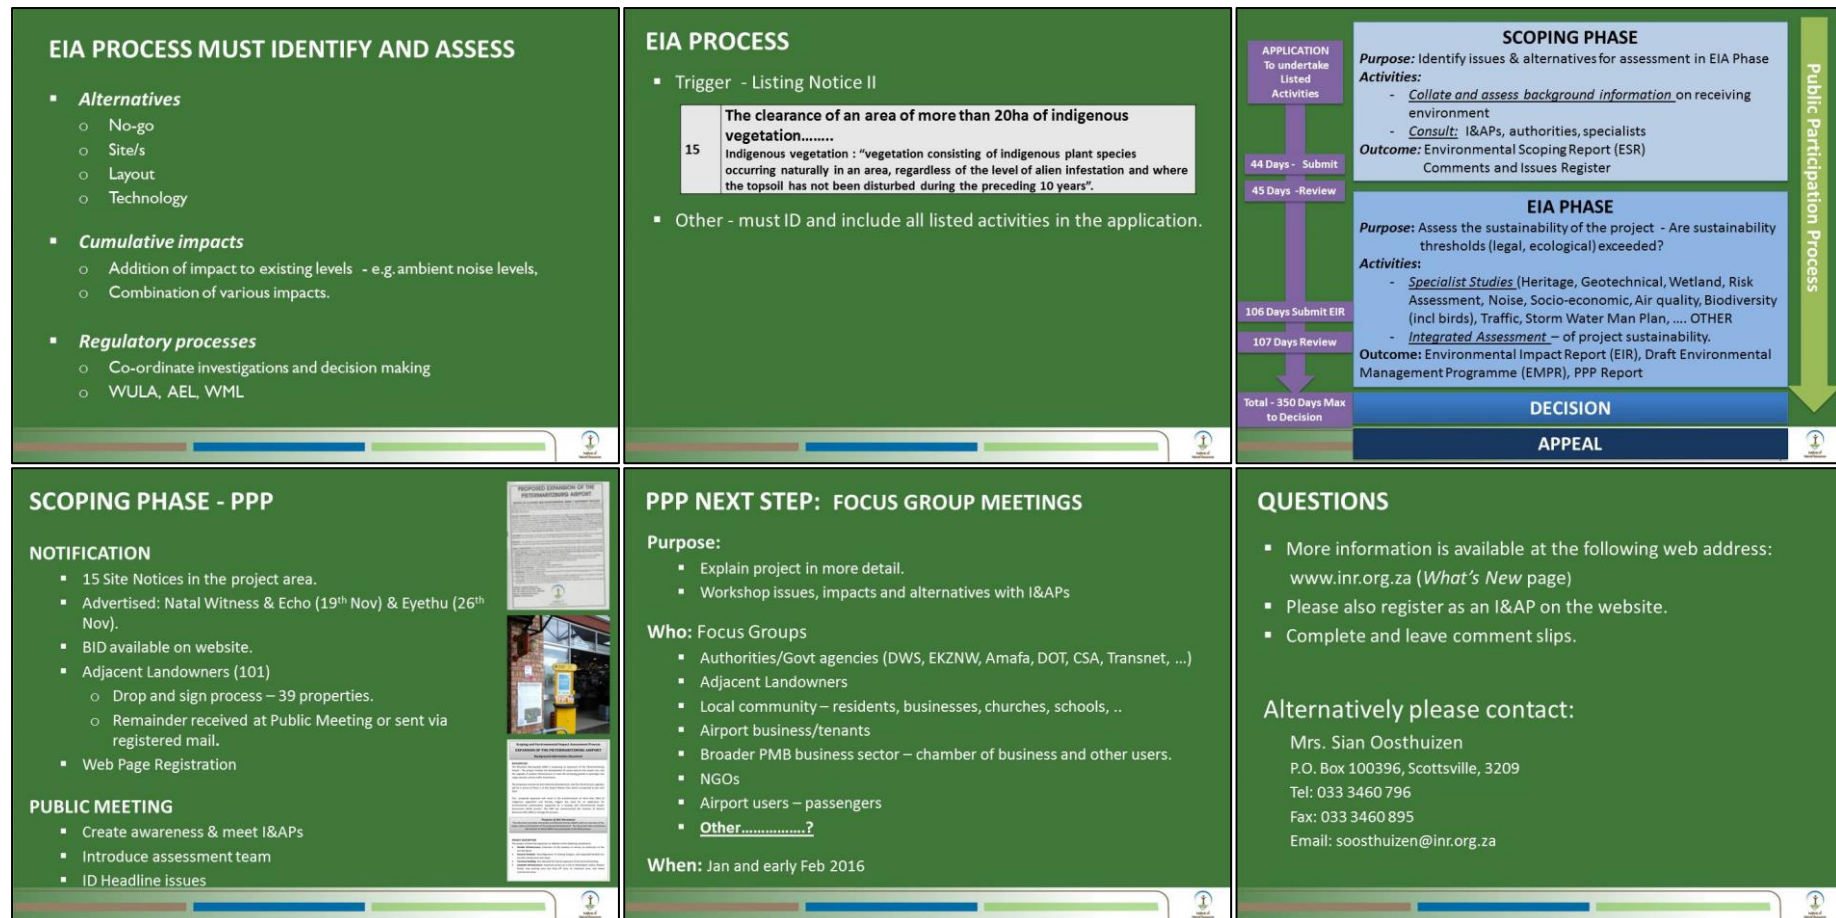 EIA PROCESS MUST IDENTIFY AND ASSESS
▪ Alternatives
o No-go
o Site/s
o Layout
o Technology
▪ Cumulative impacts
o Addition of impact to existing levels - e.g. ambient noise levels,
o Combination of various impacts.
▪ Regulatory processes
o Co-ordinate investigations and decision making
o WULA, AEL, WML
EIA PROCESS
▪ Trigger - Listing Notice II
15
The clearance of an area of more than 20ha of indigenous
vegetation........
Indigenous vegetation : “vegetation consisting of indigenous plant species
occurring naturally in an area, regardless of the level of alien infestation and where
the topsoil has not been disturbed during the preceding 10 years”.
▪ Other - must ID and include all listed activities in the application.
APPLICATION
To undertake
Listed
Activities
44 Days - Submit
45 Days -Review
106 Days Submit EIR
107 Days Review
Total - 350 Days Max
to Decision
SCOPING PHASE
Purpose: Identify issues & alternatives for assessment in EIA Phase
Activities:
- Collate and assess background information on receiving
environment
- Consult: I&APs, authorities, specialists
Outcome: Environmental Scoping Report (ESR)
Comments and Issues Register
EIA PHASE
Purpose: Assess the sustainability of the project - Are sustainability
thresholds (legal, ecological) exceeded?
Activities:
- Specialist Studies (Heritage, Geotechnical, Wetland, Risk
Assessment, Noise, Socio-economic, Air quality, Biodiversity
(incl birds), Traffic, Storm Water Man Plan, .... OTHER
- Integrated Assessment – of project sustainability.
Outcome: Environmental Impact Report (EIR), Draft Environmental
Management Programme (EMPR), PPP Report
DECISION
APPEAL
Public Participation Process
SCOPING PHASE - PPP
NOTIFICATION
▪ 15 Site Notices in the project area.
▪ Advertised: Natal Witness & Echo (19th Nov) & Eyethu (26th
Nov).
▪ BID available on website.
▪ Adjacent Landowners (101)
o Drop and sign process – 39 properties.
o Remainder received at Public Meeting or sent via
registered mail.
▪ Web Page Registration
PUBLIC MEETING
▪ Create awareness & meet I&APs
▪ Introduce assessment team
▪ ID Headline issues
PROPOSED EXPANSION OF THE
PIETERMARITZBURG AIRPORT
EXPANSION OF THE PIETERMARITZBURG AIRPORT
Background Information Document
PPP NEXT STEP: FOCUS GROUP MEETINGS
Purpose:
▪ Explain project in more detail.
▪ Workshop issues, impacts and alternatives with I&APs
Who: Focus Groups
▪ Authorities/Govt agencies (DWS, EKZNW, Amafa, DOT, CSA, Transnet, ...)
▪ Adjacent Landowners
▪ Local community – residents, businesses, churches, schools, ..
▪ Airport business/tenants
▪ Broader PMB business sector – chamber of business and other users.
▪ NGOs
▪ Airport users – passengers
▪ Other...............?
When: Jan and early Feb 2016
QUESTIONS
▪ More information is available at the following web address:
www.inr.org.za (What’s New page)
▪ Please also register as an I&AP on the website.
▪ Complete and leave comment slips.
Alternatively please contact:
Mrs. Sian Oosthuizen
P.O. Box 100396, Scottsville, 3209
Tel: 033 3460 796
Fax: 033 3460 895
Email: soosthuizen@inr.org.za